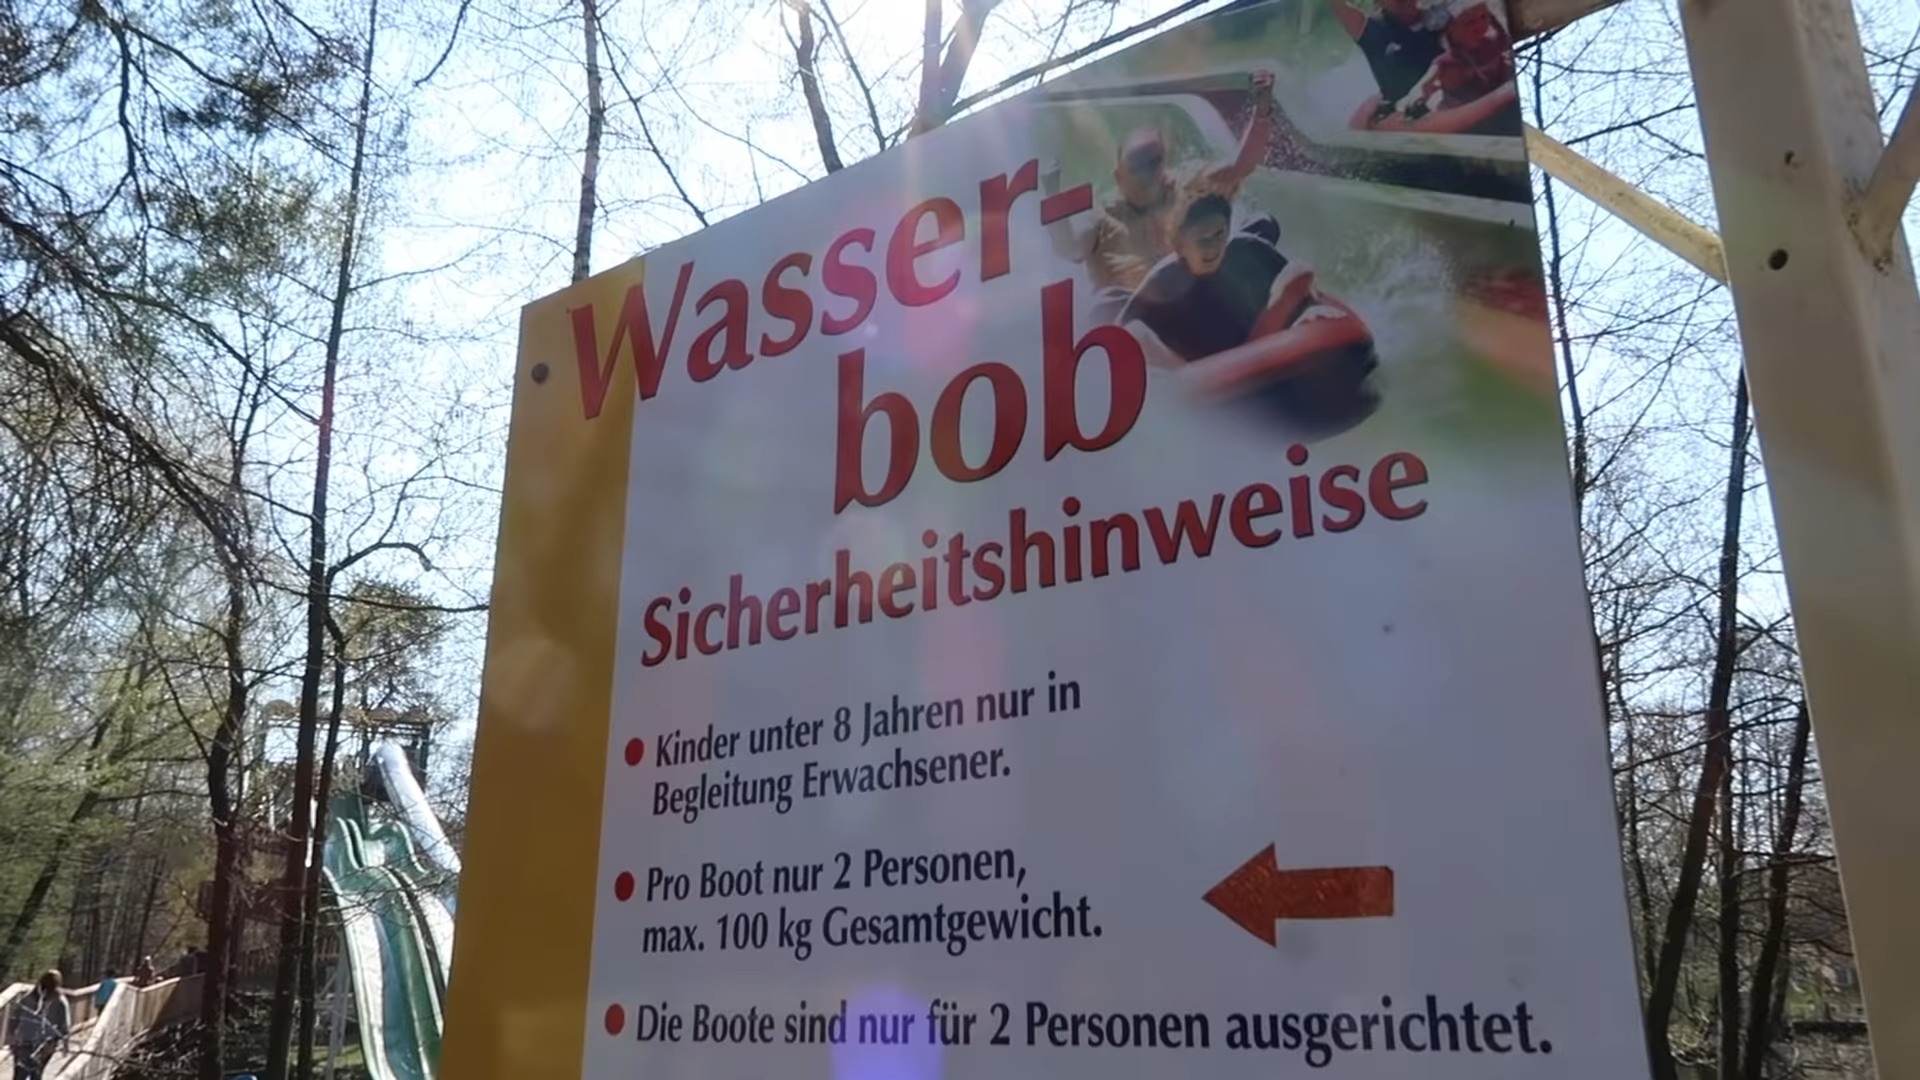 Wasser-
bob
Sicherheitshinweise
• Kinder unter 8 Jahren nur in
Begleitung Erwachsener.
• Pro Boot nur 2 Personen,
max. 100 kg Gesamtgewicht.
• Die Boote sind nur für 2 Personen ausgerichtet.